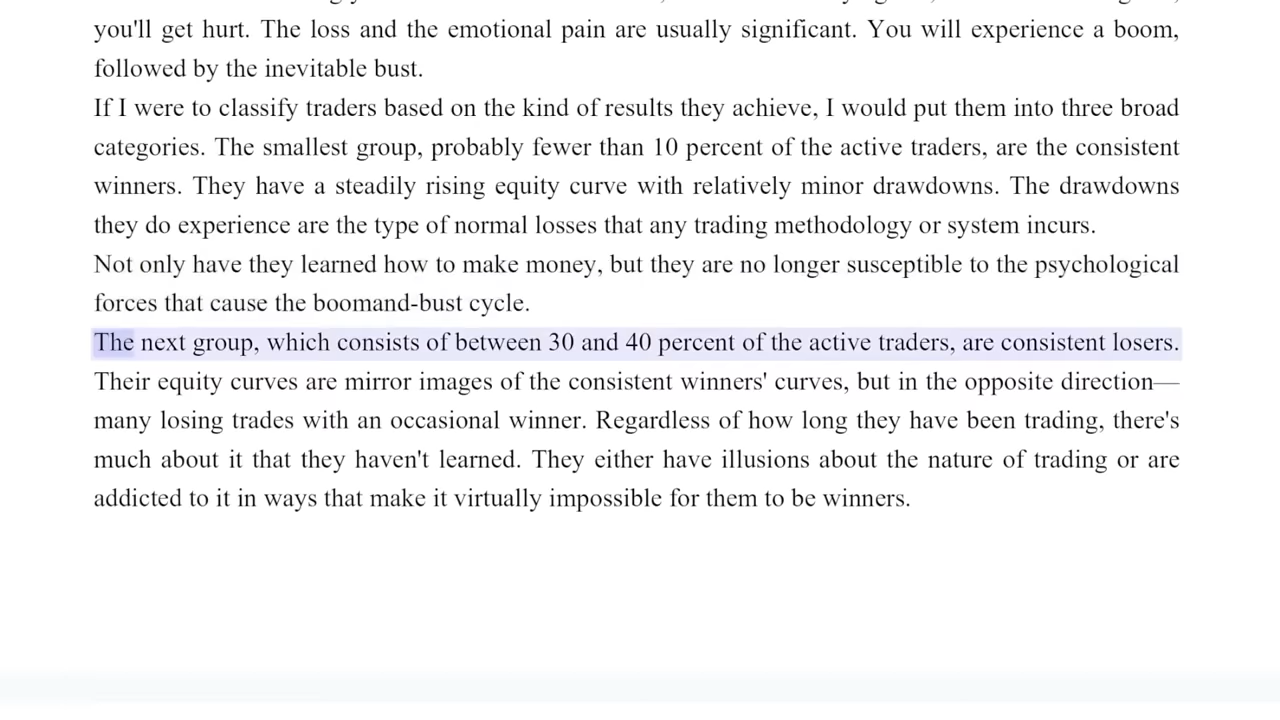 you'll get hurt. The loss and the emotional pain are usually significant. You will experience a boom,
followed by the inevitable bust.
If I were to classify traders based on the kind of results they achieve, I would put them into three broad
categories. The smallest group, probably fewer than 10 percent of the active traders, are the consistent
winners. They have a steadily rising equity curve with relatively minor drawdowns. The drawdowns
they do experience are the type of normal losses that any trading methodology or system incurs.
Not only have they learned how to make money, but they are no longer susceptible to the psychological
forces that cause the boomand-bust cycle.
The next group, which consists of between 30 and 40 percent of the active traders, are consistent losers.
Their equity curves are mirror images of the consistent winners' curves, but in the opposite direction—
many losing trades with an occasional winner. Regardless of how long they have been trading, there's
much about it that they haven't learned. They either have illusions about the nature of trading or are
addicted to it in ways that make it virtually impossible for them to be winners.